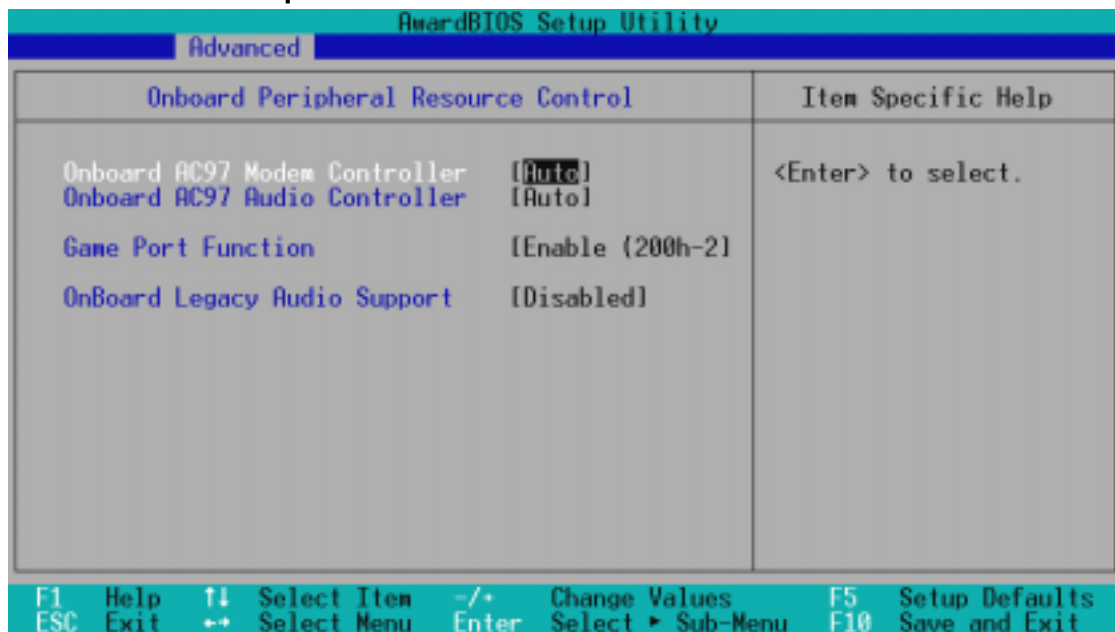 AwardBIOS Setup Utility
Advanced
Onboard Peripheral Resource Control
Item Specific Help
Onboard AC97 Modem Controller [Auto]
<Enter> to select.
Onboard AC97 Audio Controller [Auto]
Game Port Function [Enable (200h-2]
OnBoard Legacy Audio Support [Disabled]
F1 Help ↑↓ Select Item -/+ Change Values F5 Setup Defaults
ESC Exit ←→ Select Menu Enter Select ► Sub-Menu F10 Save and Exit